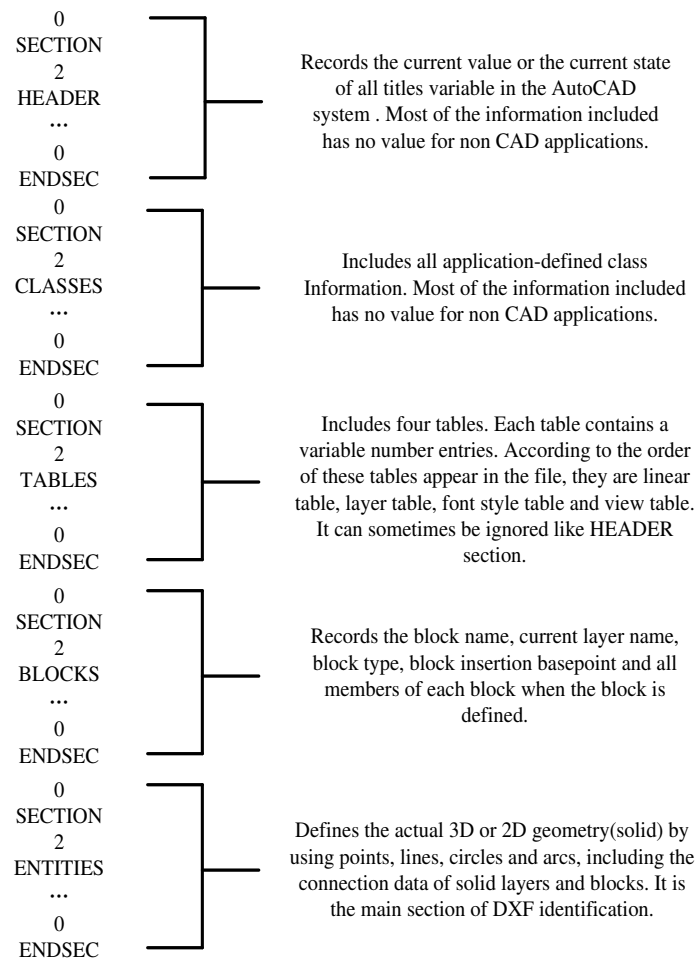 0
SECTION
2
HEADER
...
0
ENDSEC
Records the current value or the current state
of all titles variable in the AutoCAD
system . Most of the information included
has no value for non CAD applications.
0
SECTION
2
CLASSES
...
0
ENDSEC
Includes all application-defined class
Information. Most of the information included
has no value for non CAD applications.
0
SECTION
2
TABLES
...
0
ENDSEC
Includes four tables. Each table contains a
variable number entries. According to the order
of these tables appear in the file, they are linear
table, layer table, font style table and view table.
It can sometimes be ignored like HEADER
section.
0
SECTION
2
BLOCKS
...
0
ENDSEC
Records the block name, current layer name,
block type, block insertion basepoint and all
members of each block when the block is
defined.
0
SECTION
2
ENTITIES
...
0
ENDSEC
Defines the actual 3D or 2D geometry(solid) by
using points, lines, circles and arcs, including the
connection data of solid layers and blocks. It is
the main section of DXF identification.